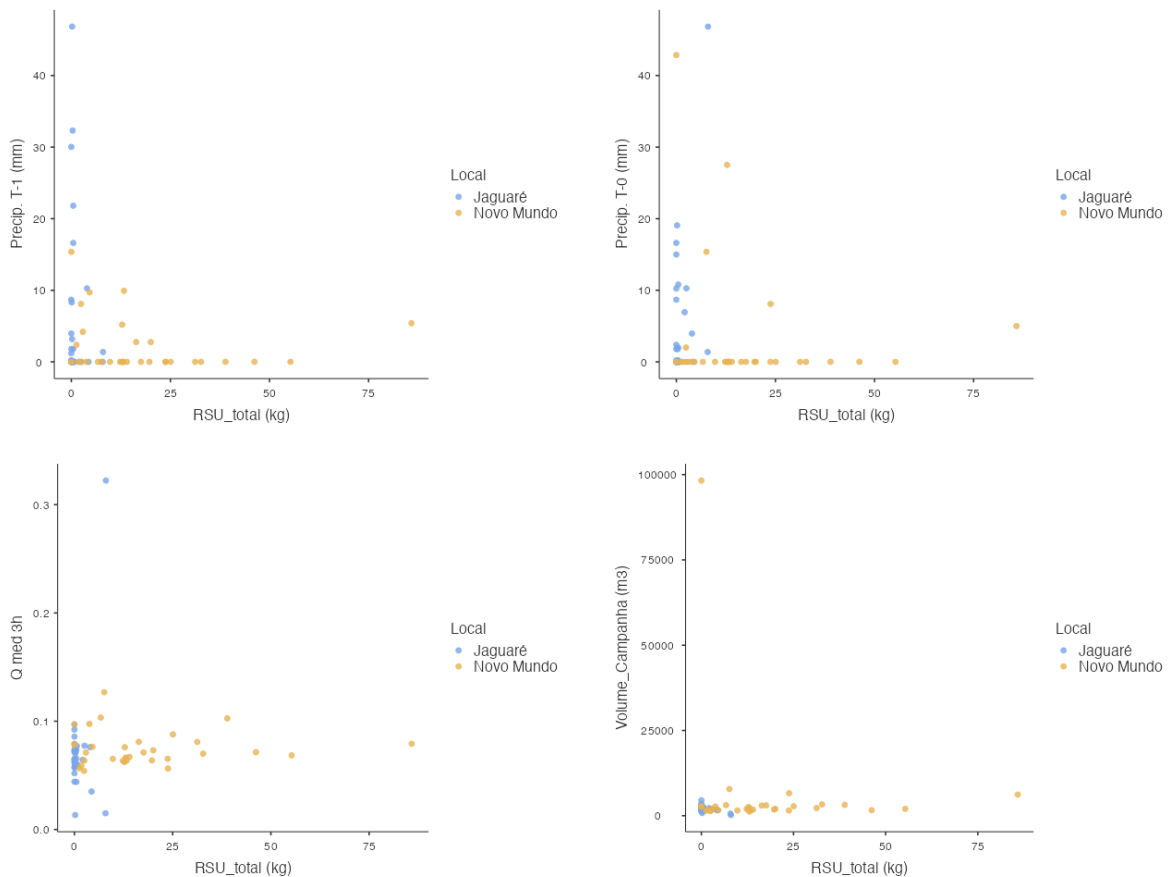 40
30
20
10
0
Precip. T-1 (mm)
0
25
50
75
RSU_total (kg)
Local
Jaguaré
Novo Mundo
40
30
20
10
0
Precip. T-0 (mm)
0
25
50
75
RSU_total (kg)
Local
Jaguaré
Novo Mundo
0.3
0.2
0.1
0.0
Q med 3h
0
25
50
75
RSU_total (kg)
Local
Jaguaré
Novo Mundo
100000
75000
50000
25000
0
Volume_Campanha (m3)
0
25
50
75
RSU_total (kg)
Local
Jaguaré
Novo Mundo